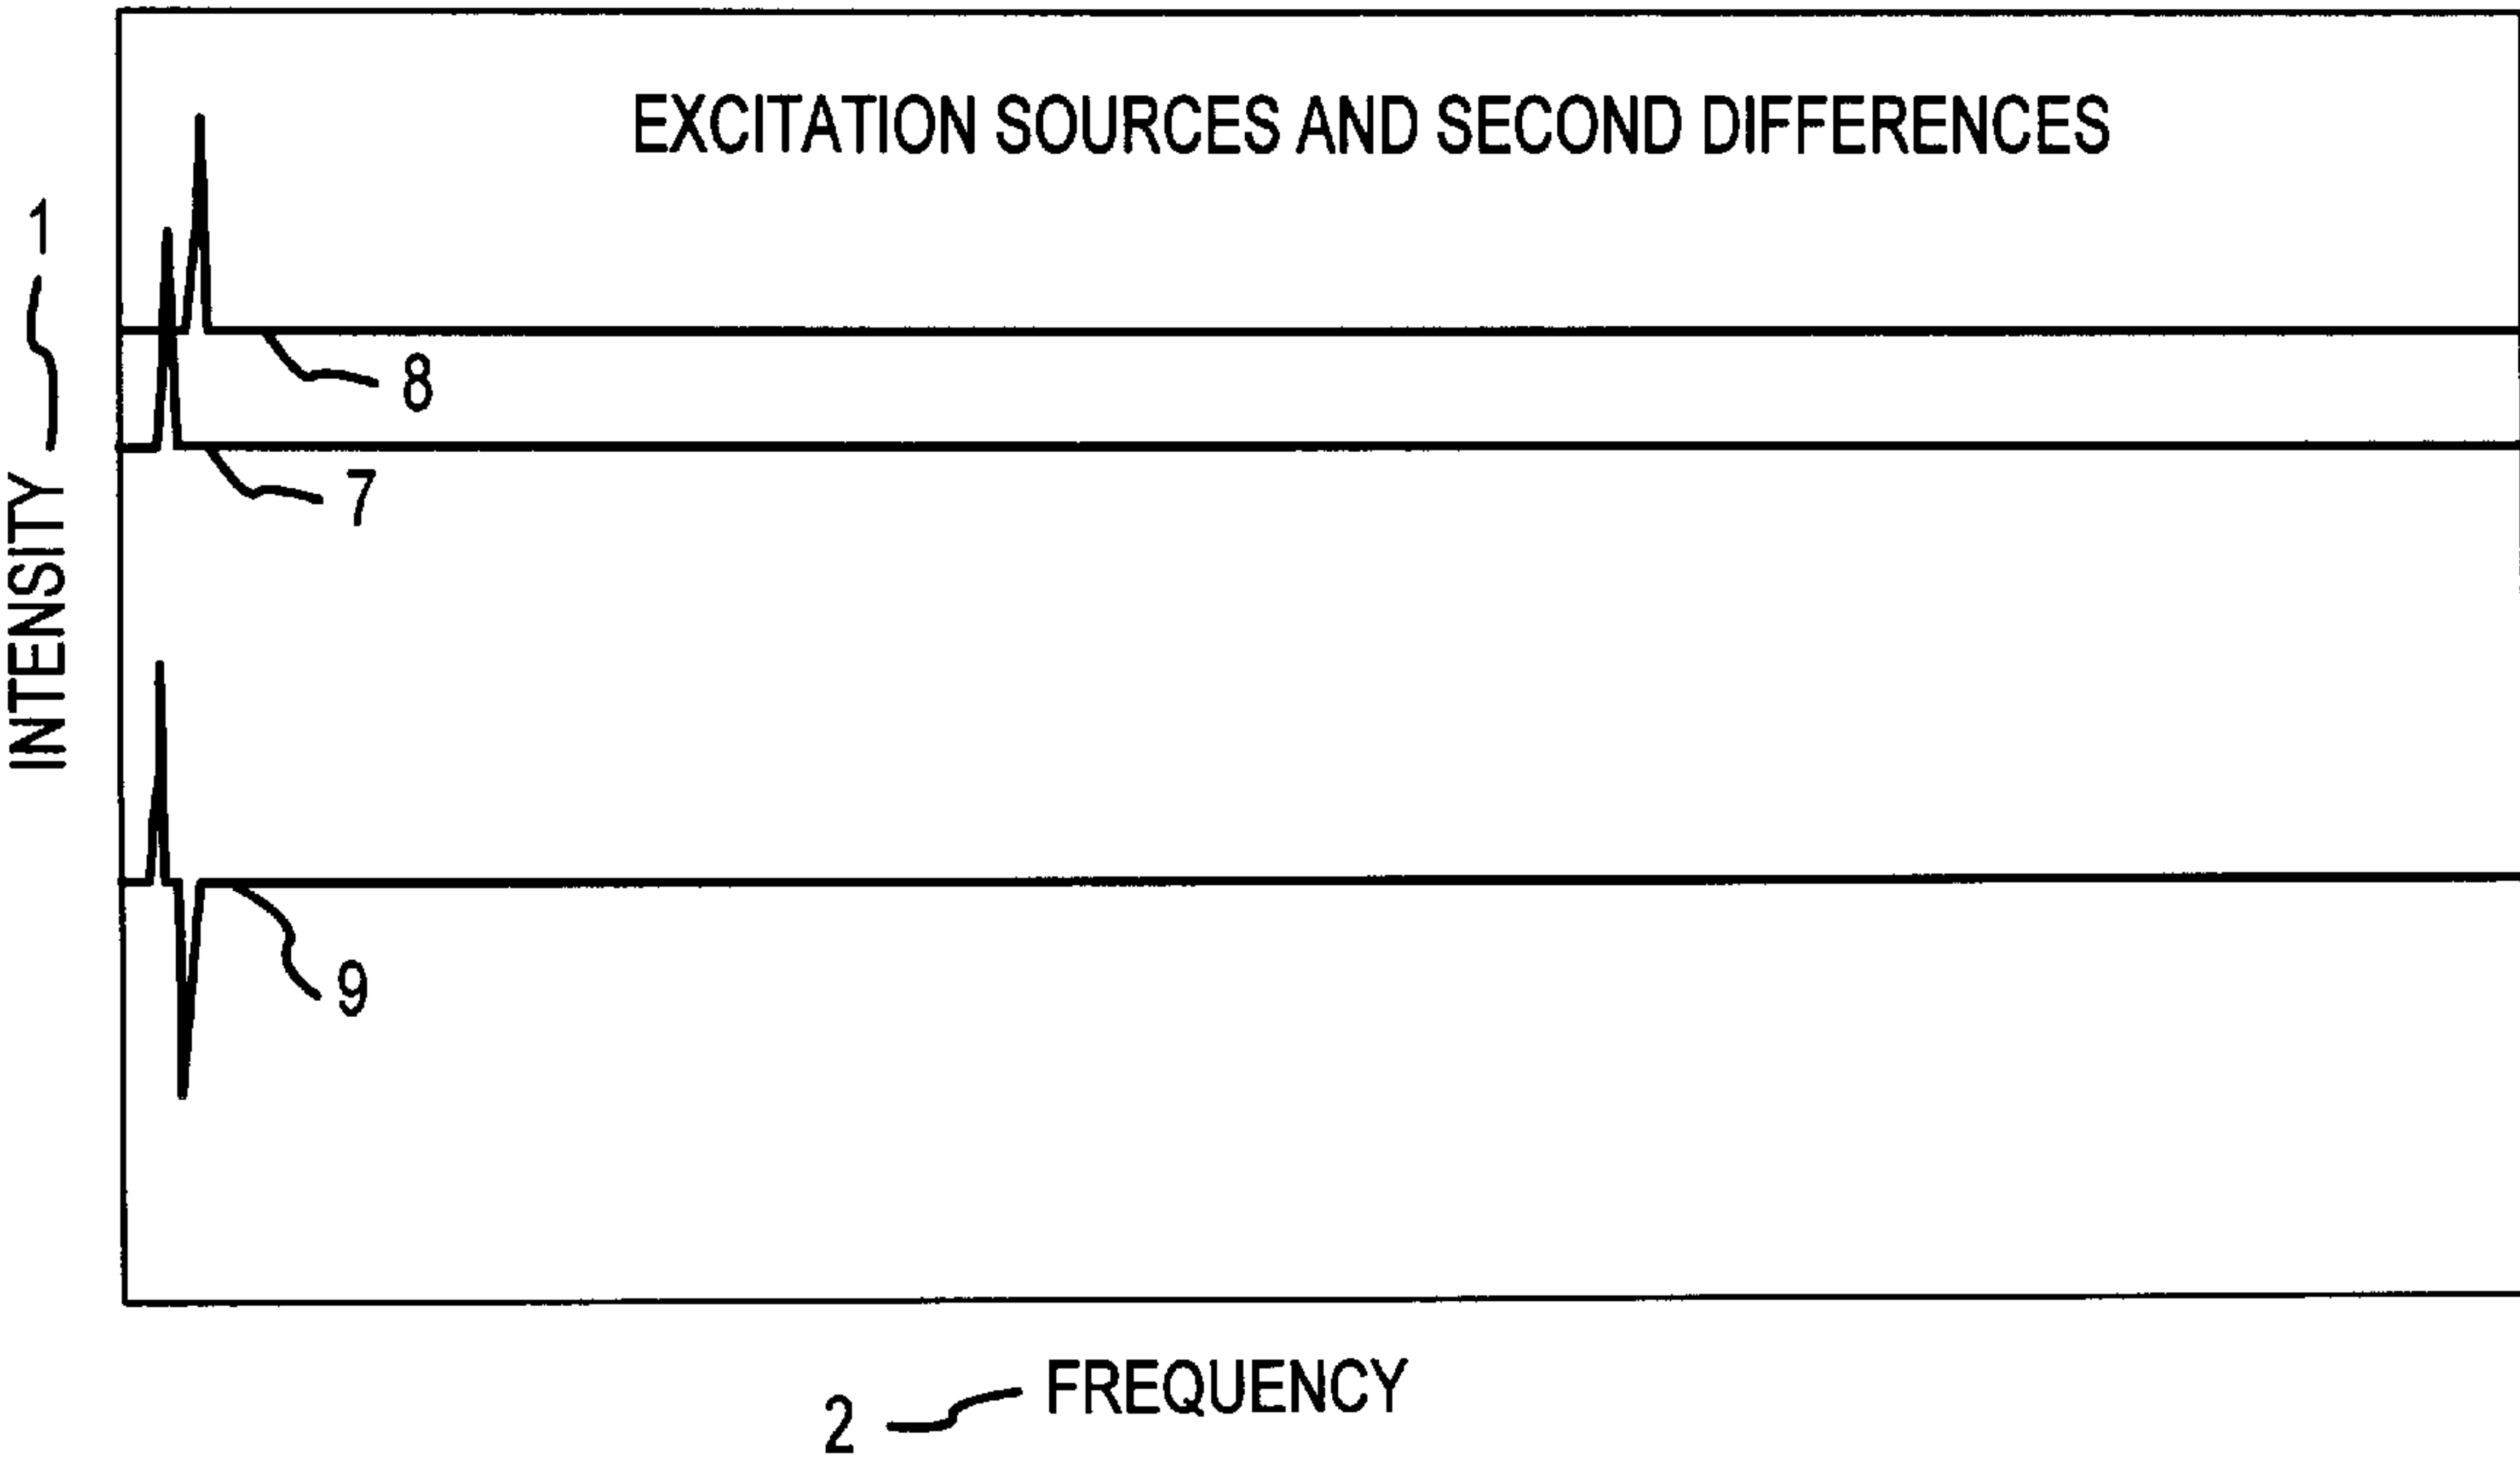 EXCITATION SOURCES AND SECOND DIFFERENCES
1
INTENSITY
8
7
9
FREQUENCY
2